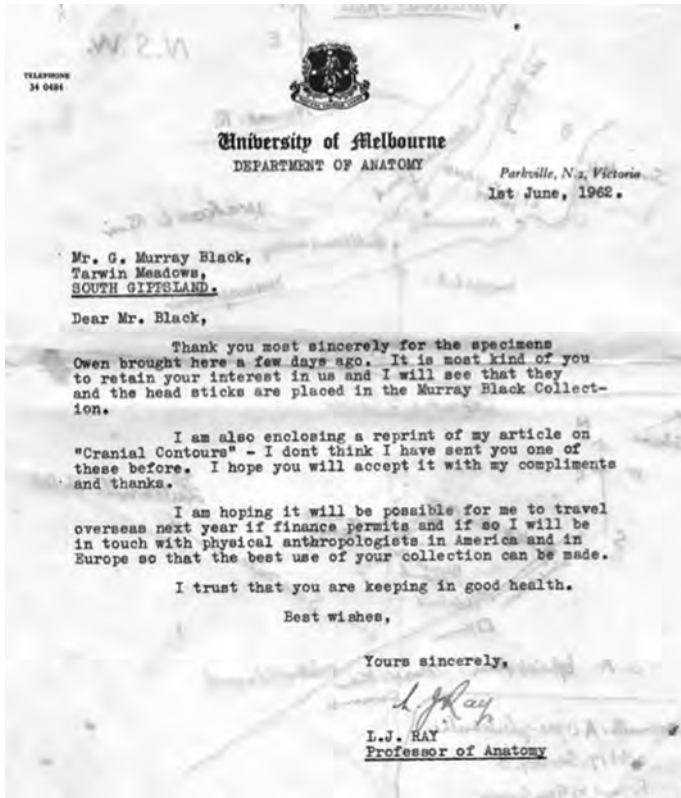 N.S.W.
TELEPHONE
34 0484
University of Melbourne
DEPARTMENT OF ANATOMY
Parkville, N.2, Victoria
1st June, 1962.
Mr. G. Murray Black,
Tarwin Meadows,
SOUTH GIPPSLAND.
Dear Mr. Black,
Thank you most sincerely for the specimens
Owen brought here a few days ago. It is most kind of you
to retain your interest in us and I will see that they
and the head sticks are placed in the Murray Black Collect-
ion.
I am also enclosing a reprint of my article on
"Cranial Contours" - I dont think I have sent you one of
these before. I hope you will accept it with my compliments
and thanks.
I am hoping it will be possible for me to travel
overseas next year if finance permits and if so I will be
in touch with physical anthropologists in America and in
Europe so that the best use of your collection can be made.
I trust that you are keeping in good health.
Best wishes,
Yours sincerely,
L J Ray
L.J. RAY
Professor of Anatomy